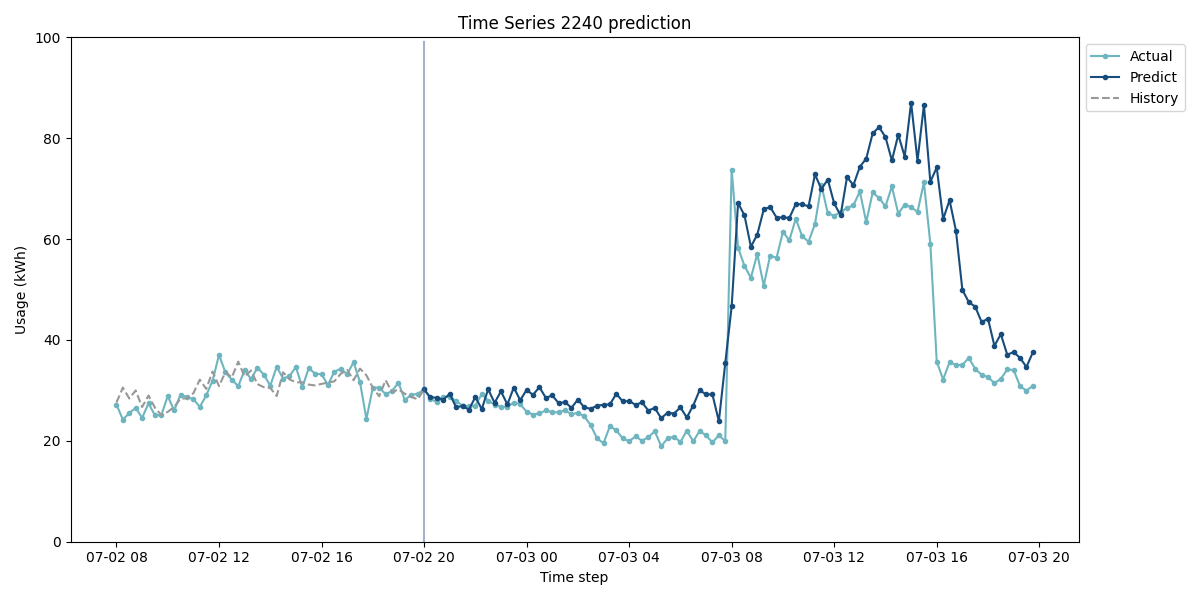 Time Series 2240 prediction
100
80
60
40
20
0
Usage (kWh)
07-02 08
07-02 12
07-02 16
07-02 20
07-03 00
07-03 04
07-03 08
07-03 12
07-03 16
07-03 20
Time step
Actual
Predict
History